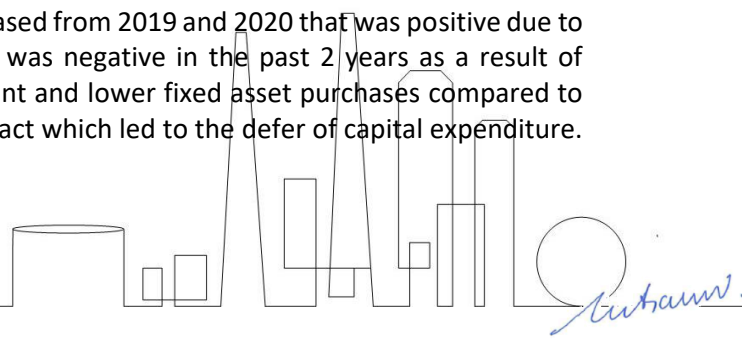 ased from 2019 and 2020 that was positive due to
was negative in the past 2 years as a result of
nt and lower fixed asset purchases compared to
act which led to the defer of capital expenditure.